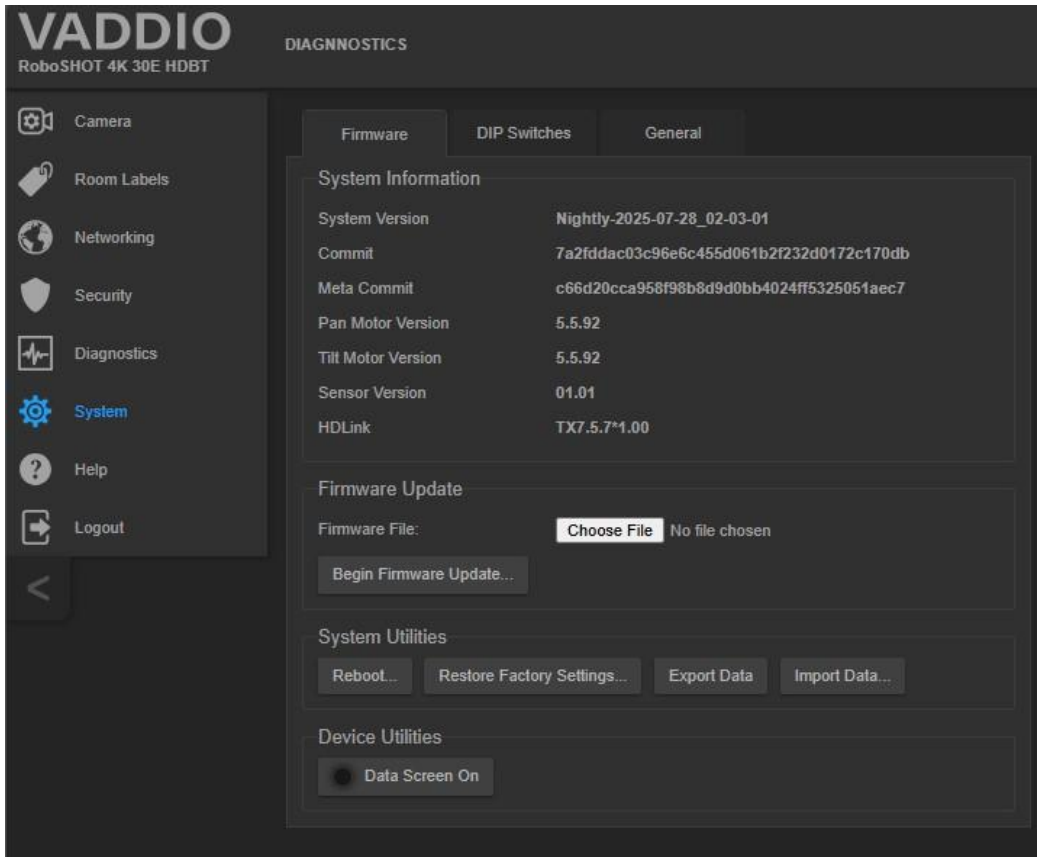 VADDIO
RoboSHOT 4K 30E HDBT
DIAGNNOSTICS
Camera
Room Labels
Networking
Security
Diagnostics
System
Help
Logout
<
Firmware DIP Switches General
System Information
System Version Nightly-2025-07-28_02-03-01
Commit 7a2fddac03c96e6c455d061b2f232d0172c170db
Meta Commit c66d20cca958f98b8d9d0bb4024ff5325051aec7
Pan Motor Version 5.5.92
Tilt Motor Version 5.5.92
Sensor Version 01.01
HDLink TX7.5.7*1.00
Firmware Update
Firmware File: Choose File No file chosen
Begin Firmware Update...
System Utilities
Reboot... Restore Factory Settings... Export Data Import Data...
Device Utilities
Data Screen On